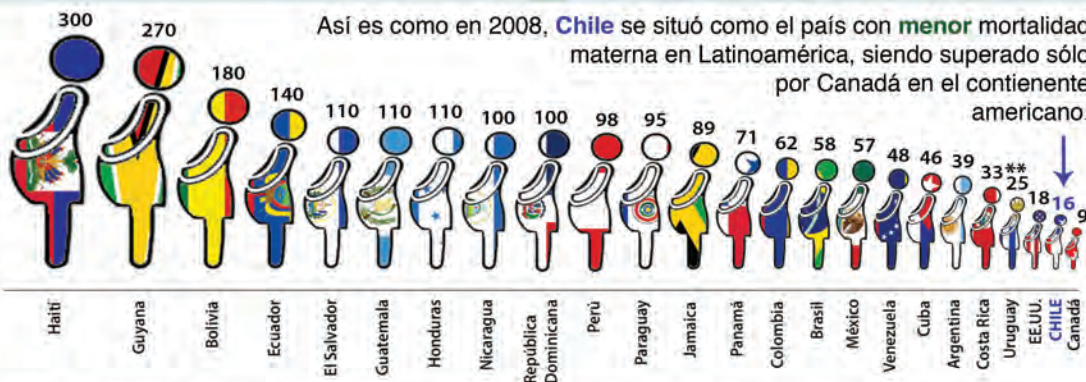 Así es como en 2008, Chile se situó como el país con menor mortalidad
materna en Latinoamérica, siendo superado sólo
por Canadá en el contienente
americano.
300
270
180
140
110
110
110
100
100
98
95
89
71
62
58
57
48
46
39
33
**
25
18
16
9
Haití
Guyana
Bolivia
Ecuador
El Salvador
Guatemala
Honduras
Nicaragua
República
Dominicana
Perú
Paraguay
Jamaica
Panamá
Colombia
Brasil
México
Venezuela
Cuba
Argentina
Costa Rica
Uruguay
EE.UU.
CHILE
Canadá